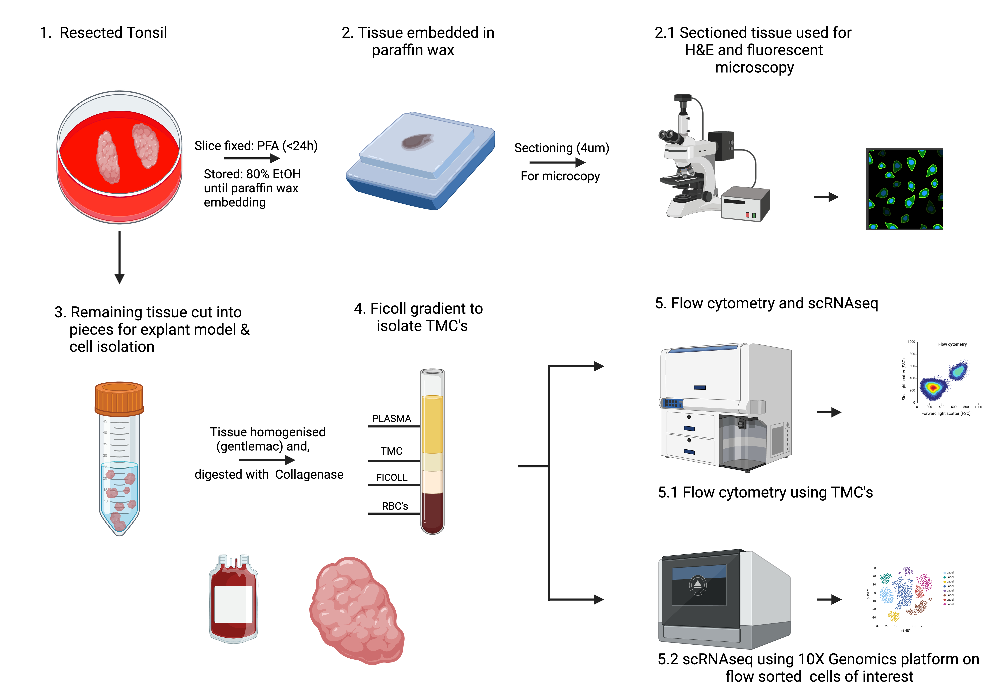 1. Resected Tonsil
2. Tissue embedded in
paraffin wax
2.1 Sectioned tissue used for
H&E and fluorescent
microscopy
Slice fixed: PFA (<24h)
Stored: 80% EtOH
until paraffin wax
embedding
Sectioning (4um)
For microcopy
3. Remaining tissue cut into
pieces for explant model &
cell isolation
45
40
35
30
25
20
15
10
Tissue homogenised
(gentlemac) and,
digested with Collagenase
4. Ficoll gradient to
isolate TMC's
PLASMA
TMC
FICOLL
RBC's
5. Flow cytometry and scRNAseq
Flow cytometry
Side light scatter (SSC)
1000
800
600
400
200
0
0 200 400 600 800 1000
Forward light scatter (FSC)
5.1 Flow cytometry using TMC's
t-SNE2
30
20
10
0
-10
-20
-30
-30 -20 -10 0 10 20 30
t-SNE1
Label
Label
Label
Label
Label
Label
Label
Label
5.2 scRNAseq using 10X Genomics platform on
flow sorted cells of interest